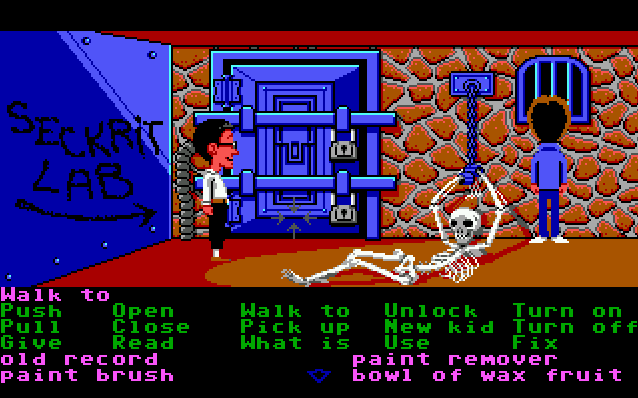 SECKRIT
LAB
Walk to
Push Open Walk to Unlock Turn on
Pull Close Pick up New kid Turn off
Give Read What is Use Fix
old record paint remover
paint brush bowl of wax fruit